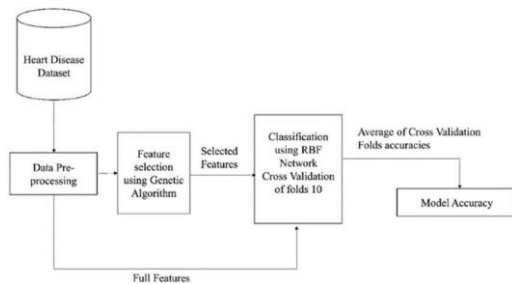 Heart Disease
Dataset
Data Pre-
processing
Feature
selection
using Genetic
Algorithm
Selected
Features
Classification
using RBF
Network
Cross Validation
of folds 10
Average of Cross Validation
Folds accuracies
Model Accuracy
Full Features